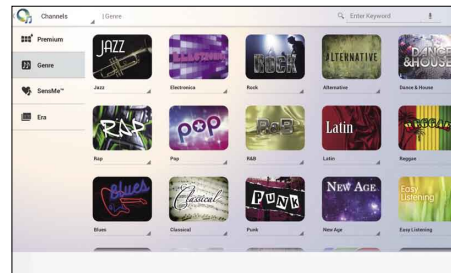 Channels
| Genre
Enter Keyword
Premium
Genre
SensMe™
Era
JAZZ
ELECTRONICA
ROCK
ALTERNATIVE
DANCE & HOUSE
Jazz
Electronica
Rock
Alternative
Dance & House
RAP
pop
R&B
Latin
REGGAE
Rap
Pop
R&B
Latin
Reggae
Blues
Classical
PUNK
NEW AGE
Easy Listening
Blues
Classical
Punk
New Age
Easy Listening